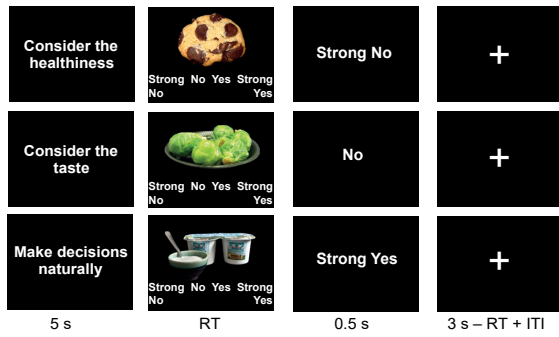 Consider the
healthiness
Strong No Yes Strong
No Yes
Strong No
+
Consider the
taste
Strong No Yes Strong
No Yes
No
+
Make decisions
naturally
Strong No Yes Strong
No Yes
Strong Yes
+
5 s RT 0.5 s 3 s – RT + ITI